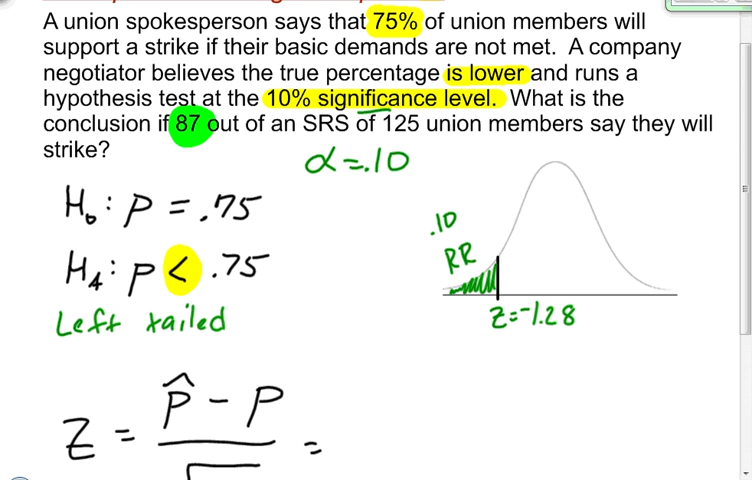 A union spokesperson says that 75% of union members will
support a strike if their basic demands are not met. A company
negotiator believes the true percentage is lower and runs a
hypothesis test at the 10% significance level. What is the
conclusion if 87 out of an SRS of 125 union members say they will
strike?
α=.10
H₀: P = .75
Hₐ: P < .75
Left tailed
.10
RR
Z=-1.28
Z = p̂ - p =